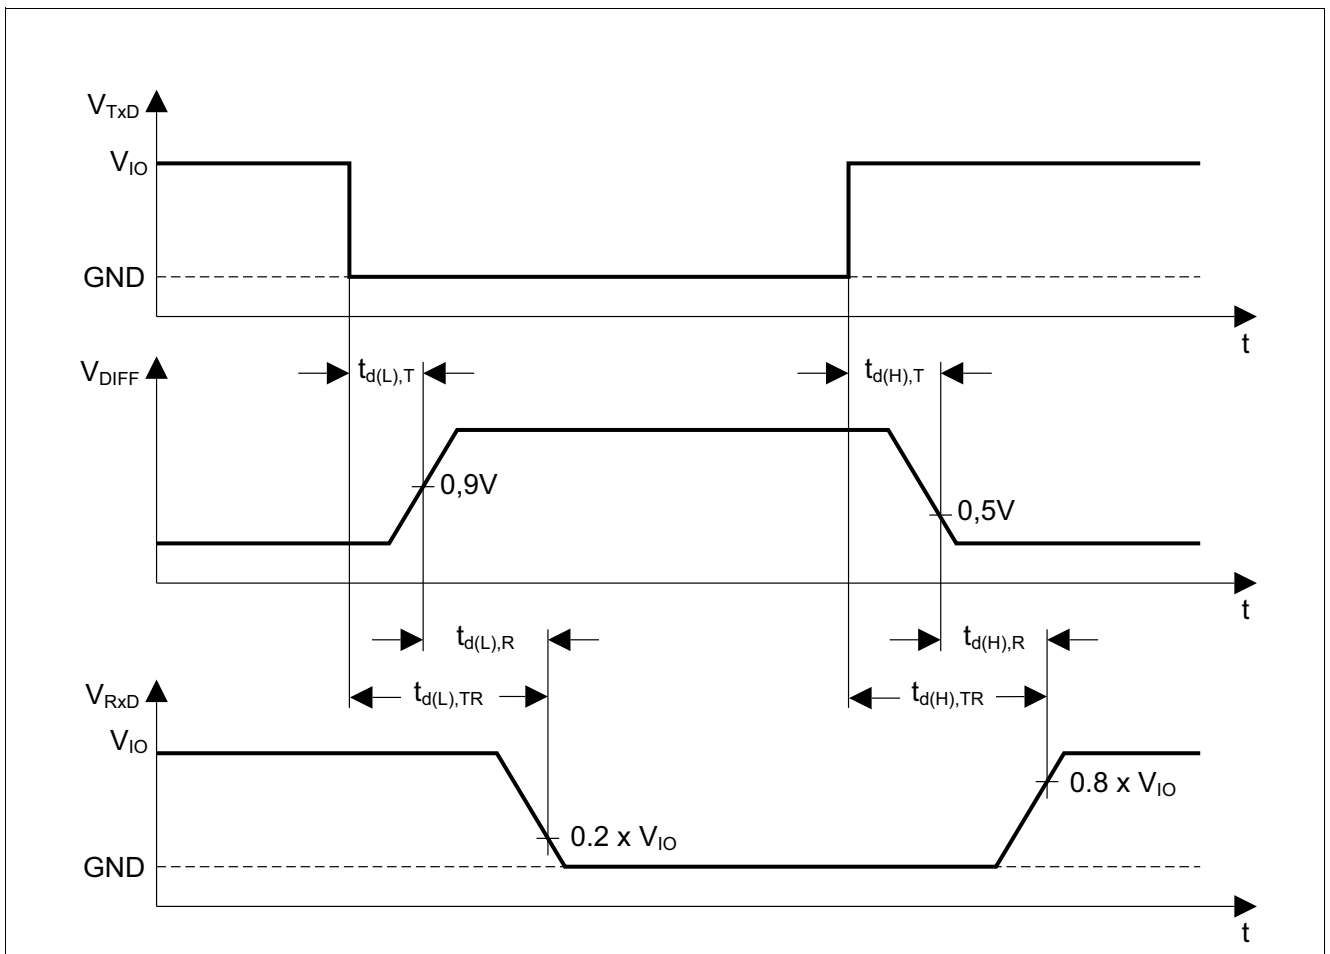 VTxD
VIO
GND
t
VDIFF
td(L),T
td(H),T
0,9V
0,5V
t
td(L),R
td(H),R
VRxD
td(L),TR
td(H),TR
VIO
0.8 x VIO
0.2 x VIO
GND
t